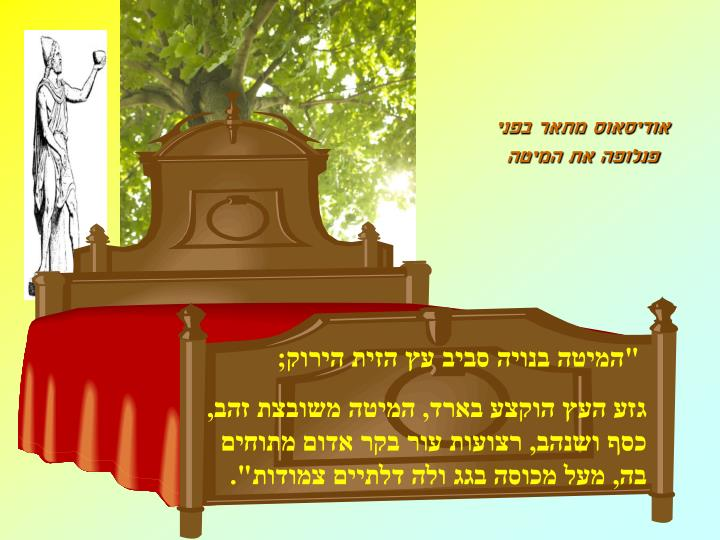 אודיסאוס מתאר בפני
פנלופה את המיטה
"המיטה בנויה סביב עץ הזית הירוק;
גזע העץ הוקצע בארד, המיטה משובצת זהב,
כסף ושנהב, רצועות עור בקר אדום מתוחים
בה, מעל מכוסה בגג ולה דלתיים צמודות".